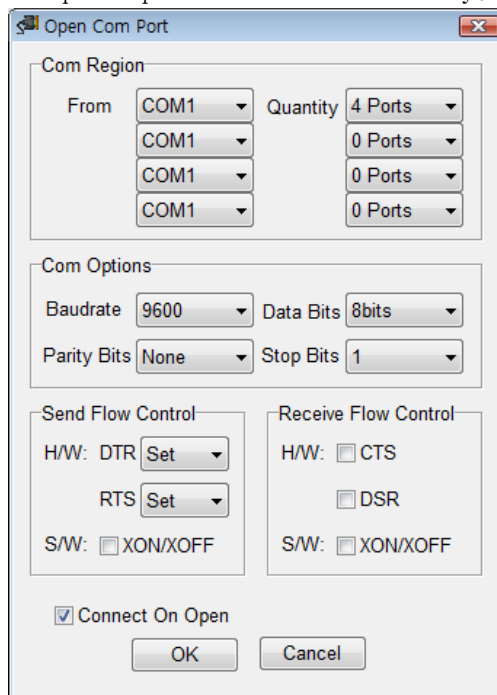 Open Com Port
Com Region
From COM1 Quantity 4 Ports
COM1 0 Ports
COM1 0 Ports
COM1 0 Ports
Com Options
Baudrate 9600 Data Bits 8bits
Parity Bits None Stop Bits 1
Send Flow Control Receive Flow Control
H/W: DTR Set H/W: CTS
RTS Set DSR
S/W: XON/XOFF S/W: XON/XOFF
Connect On Open
OK Cancel